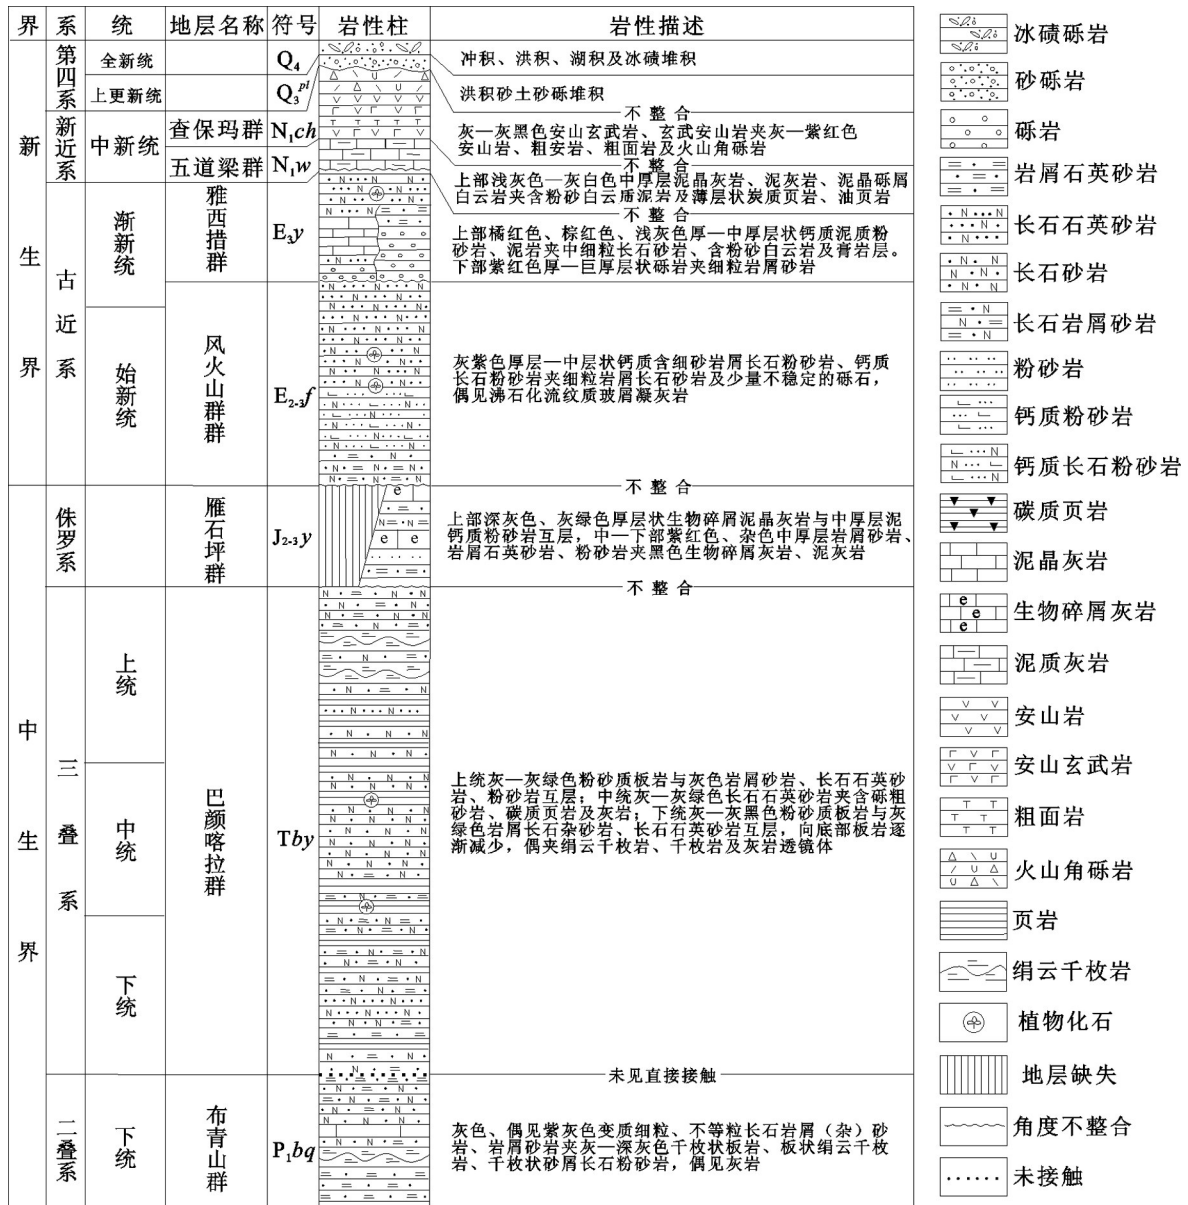 界 系 统 地层名称 符号 岩性柱 岩性描述
新生界
第四系
全新统
Q4
冲积、洪积、湖积及冰碛堆积
上更新统
Q3pl
洪积砂土砂砾堆积
不整合
新近系
中新统
查保玛群
N1ch
灰—灰黑色安山玄武岩、玄武安山岩夹灰—紫红色
安山岩、粗安岩、粗面岩及火山角砾岩
不整合
五道梁群
N1w
上部浅灰色—灰白色中厚层泥晶灰岩、泥灰岩、泥晶砾屑
白云岩夹含粉砂白云质泥岩及薄层状炭质页岩、油页岩
不整合
古近系
渐新统
雅西措群
E3y
上部橘红色、棕红色、浅灰色厚—中厚层状钙质泥质粉
砂岩、泥岩夹中细粒长石砂岩、含粉砂白云岩及膏岩层。
下部紫红色厚—巨厚层状砾岩夹细粒岩屑砂岩
始新统
风火山群群
E2-3f
灰紫色厚层—中层状钙质含细砂岩屑长石粉砂岩、钙质
长石粉砂岩夹细粒岩屑长石砂岩及少量不稳定的砾石，
偶见沸石化流纹质玻屑凝灰岩
不整合
中生界
侏罗系
雁石坪群
J2-3y
上部深灰色、灰绿色厚层状生物碎屑泥晶灰岩与中厚层泥
钙质粉砂岩互层，中—下部紫红色、杂色中厚层岩屑砂岩、
岩屑石英砂岩、粉砂岩夹黑色生物碎屑灰岩、泥灰岩
不整合
三叠系
上统
中统
下统
巴颜喀拉群
Tby
上统灰—灰绿色粉砂质板岩与灰色岩屑砂岩、长石石英砂
岩、粉砂岩互层；中统灰—灰绿色长石石英砂岩夹含砾粗
砂岩、碳质页岩及灰岩；下统灰—灰黑色粉砂质板岩与灰
绿色岩屑长石杂砂岩、长石石英砂岩互层，向底部板岩逐
渐减少，偶夹绢云千枚岩、千枚岩及灰岩透镜体
未见直接接触
二叠系
下统
布青山群
P1bq
灰色、偶见紫灰色变质细粒、不等粒长石岩屑（杂）砂
岩、岩屑砂岩夹灰—深灰色千枚状板岩、板状绢云千枚
岩、千枚状砂屑长石粉砂岩，偶见灰岩
冰碛砾岩
砂砾岩
砾岩
岩屑石英砂岩
长石石英砂岩
长石砂岩
长石岩屑砂岩
粉砂岩
钙质粉砂岩
钙质长石粉砂岩
碳质页岩
泥晶灰岩
生物碎屑灰岩
泥质灰岩
安山岩
安山玄武岩
粗面岩
火山角砾岩
页岩
绢云千枚岩
植物化石
地层缺失
角度不整合
未接触